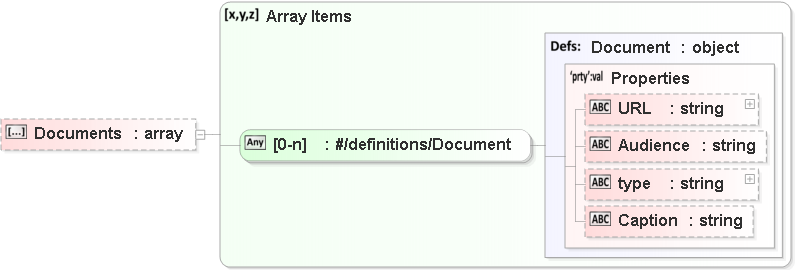 [x,y,z] Array Items
Defs: Document : object
'prty':val Properties
[...] Documents : array
Any [0-n] : #/definitions/Document
ABC URL : string
ABC Audience : string
ABC type : string
ABC Caption : string